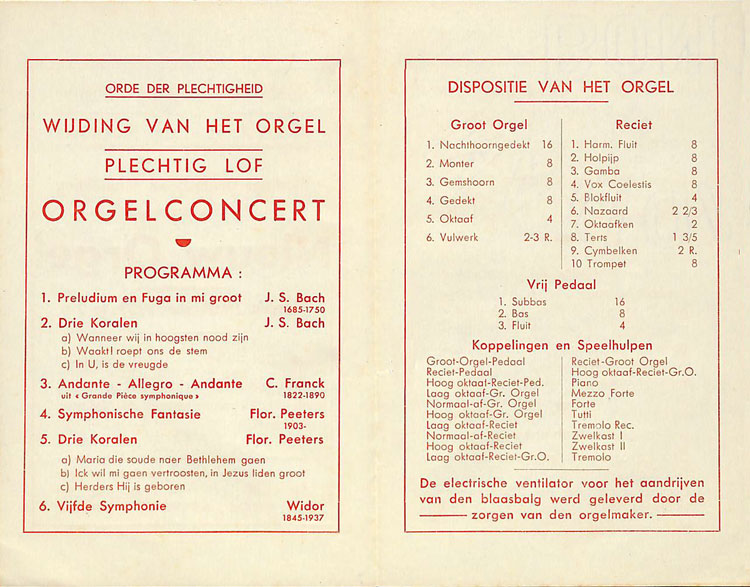 ORDE DER PLECHTIGHEID
WIJDING VAN HET ORGEL
PLECHTIG LOF
ORGELCONCERT
PROGRAMMA :
1. Preludium en Fuga in mi groot J. S. Bach
1685-1750
2. Drie Koralen J. S. Bach
a) Wanneer wij in hoogsten nood zijn
b) Waakt! roept ons de stem
c) In U, is de vreugde
3. Andante - Allegro - Andante C. Franck
uit « Grande Pièce symphonique » 1822-1890
4. Symphonische Fantasie Flor. Peeters
1903-
5. Drie Koralen Flor. Peeters
a) Maria die soude naer Bethlehem gaen
b) Ick wil mi gaen vertroosten, in Jezus liden groot
c) Herders Hij is geboren
6. Vijfde Symphonie Widor
1845-1937
DISPOSITIE VAN HET ORGEL
Groot Orgel
1. Nachthoorngedekt 16
2. Monter 8
3. Gemshoorn 8
4. Gedekt 8
5. Oktaaf 4
6. Vulwerk 2-3 R.
Reciet
1. Harm. Fluit 8
2. Holpijp 8
3. Gamba 8
4. Vox Coelestis 8
5. Blokfluit 4
6. Nazaard 2 2/3
7. Oktaafken 2
8. Terts 1 3/5
9. Cymbelken 2 R.
10 Trompet 8
Vrij Pedaal
1. Subbas 16
2. Bas 8
3. Fluit 4
Koppelingen en Speelhulpen
Groot-Orgel-Pedaal
Reciet-Pedaal
Hoog oktaaf-Reciet-Ped.
Laag oktaaf-Gr. Orgel
Normaal-af-Gr. Orgel
Hoog oktaaf-Gr. Orgel
Laag oktaaf-Reciet
Normaal-af-Reciet
Hoog oktaaf-Reciet
Laag oktaaf-Reciet-Gr.O.
Reciet-Groot Orgel
Hoog oktaaf-Reciet-Gr.O.
Piano
Mezzo Forte
Forte
Tutti
Tremolo Rec.
Zwelkast I
Zwelkast II
Tremolo
De electrische ventilator voor het aandrijven
van den blaasbalg werd geleverd door de
zorgen van den orgelmaker.